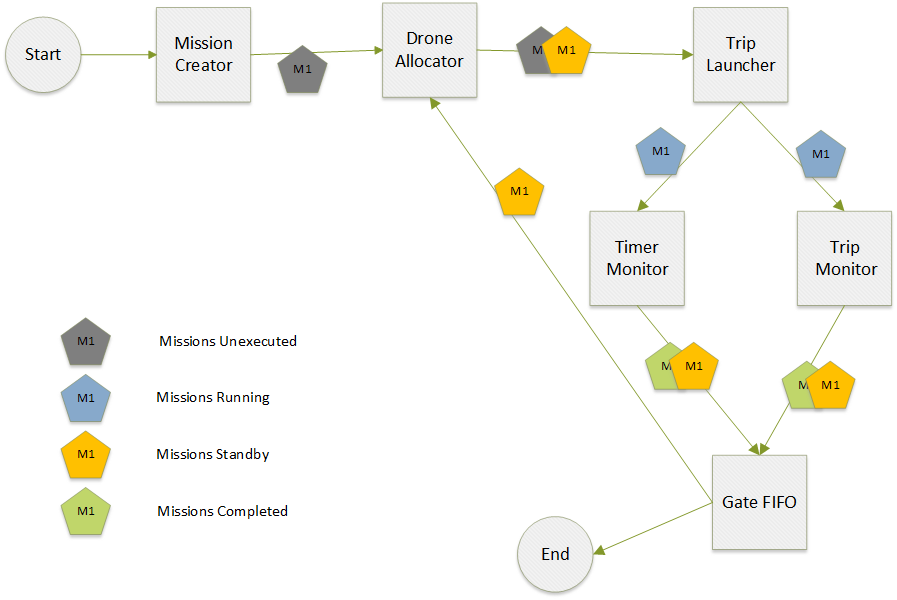 Start
Mission
Creator
M1
Drone
Allocator
M
M1
Trip
Launcher
M1
M1
M1
Timer
Monitor
Trip
Monitor
M1 Missions Unexecuted
M
M1
M
M1
M1 Missions Running
M1 Missions Standby
M1 Missions Completed
Gate FIFO
End